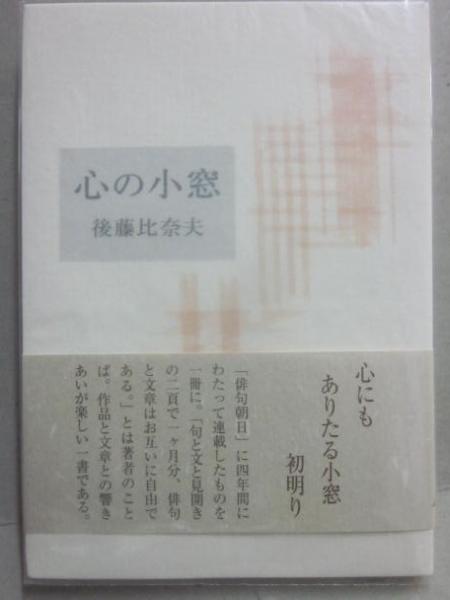 心の小窓
後藤比奈夫
心にも
ありたる小窓
初明り
「俳句朝日」に四年間に
わたって連載したものを
一冊に。「句と文と見開き
の二頁で一ヶ月分、俳句
と文章はお互いに自由で
ある。」とは著者のこと
ば。作品と文章との響き
あいが楽しい一書である。